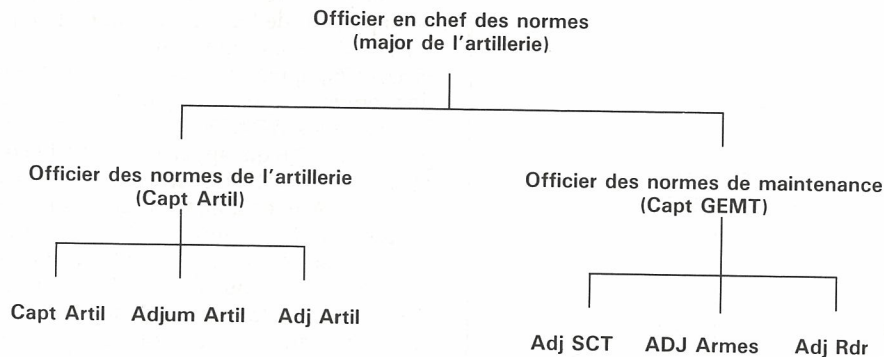 Officier en chef des normes
(major de l'artillerie)
Officier des normes de l'artillerie
(Capt Artil)
Officier des normes de maintenance
(Capt GEMT)
Capt Artil Adjum Artil Adj Artil
Adj SCT ADJ Armes Adj Rdr